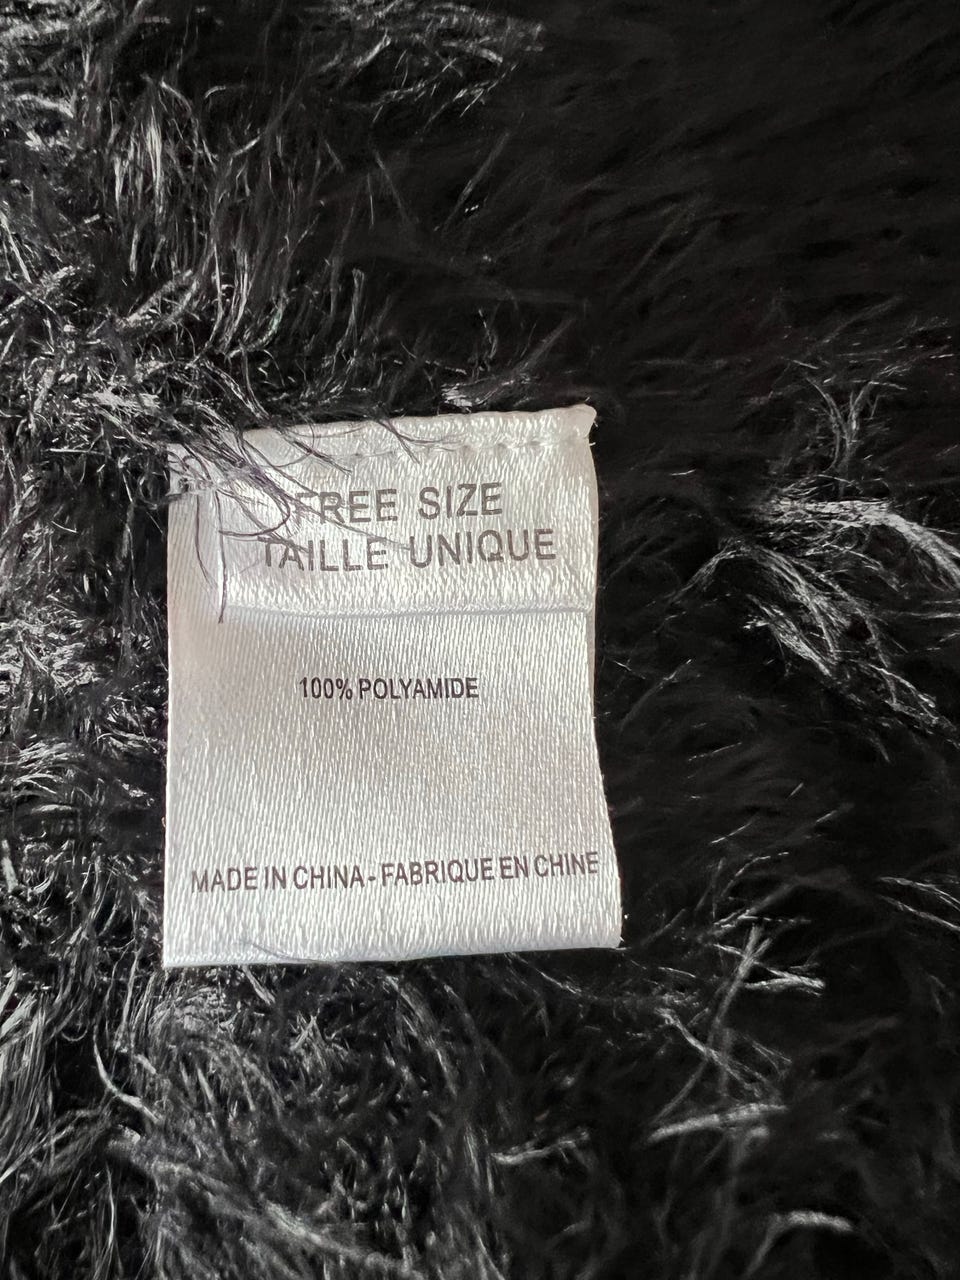 FREE SIZE
TAILLE UNIQUE
100% POLYAMIDE
MADE IN CHINA - FABRIQUE EN CHINE